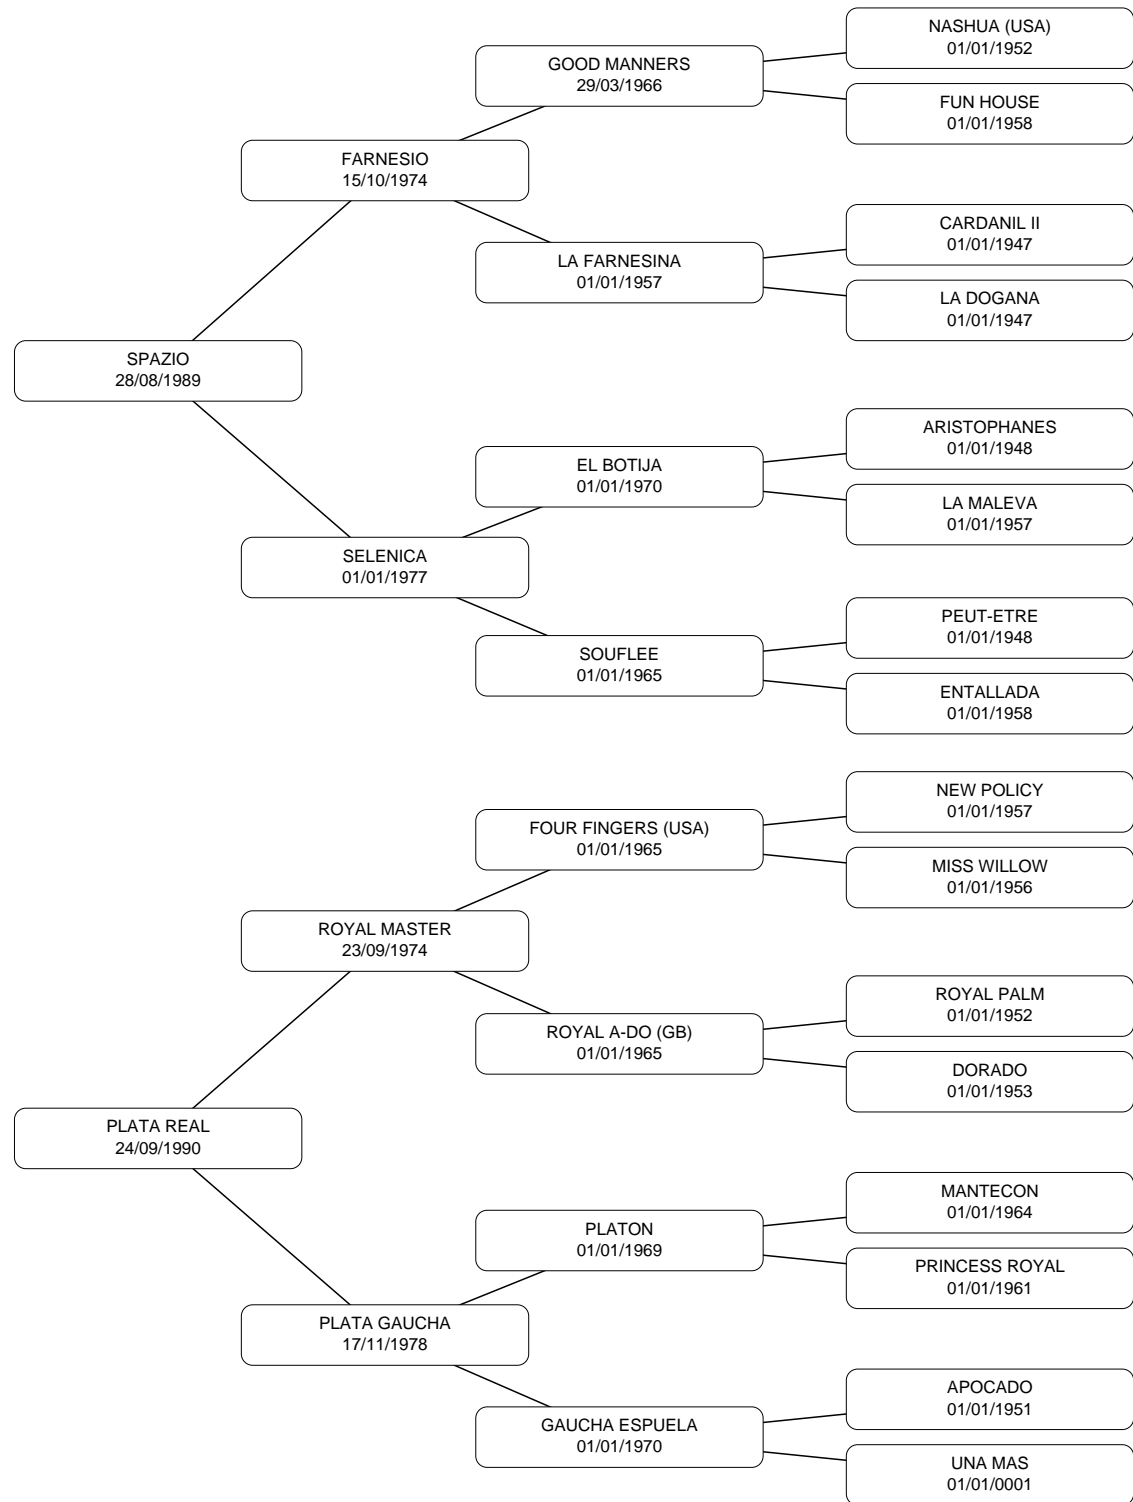 NASHUA (USA)
01/01/1952
GOOD MANNERS
29/03/1966
FUN HOUSE
01/01/1958
FARNESIO
15/10/1974
CARDANIL II
01/01/1947
LA FARNESINA
01/01/1957
LA DOGANA
01/01/1947
SPAZIO
28/08/1989
ARISTOPHANES
01/01/1948
EL BOTIJA
01/01/1970
LA MALEVA
01/01/1957
SELENICA
01/01/1977
PEUT-ETRE
01/01/1948
SOUFLEE
01/01/1965
ENTALLADA
01/01/1958
NEW POLICY
01/01/1957
FOUR FINGERS (USA)
01/01/1965
MISS WILLOW
01/01/1956
ROYAL MASTER
23/09/1974
ROYAL PALM
01/01/1952
ROYAL A-DO (GB)
01/01/1965
DORADO
01/01/1953
PLATA REAL
24/09/1990
MANTECON
01/01/1964
PLATON
01/01/1969
PRINCESS ROYAL
01/01/1961
PLATA GAUCHA
17/11/1978
APOCADO
01/01/1951
GAUCHA ESPUELA
01/01/1970
UNA MAS
01/01/0001